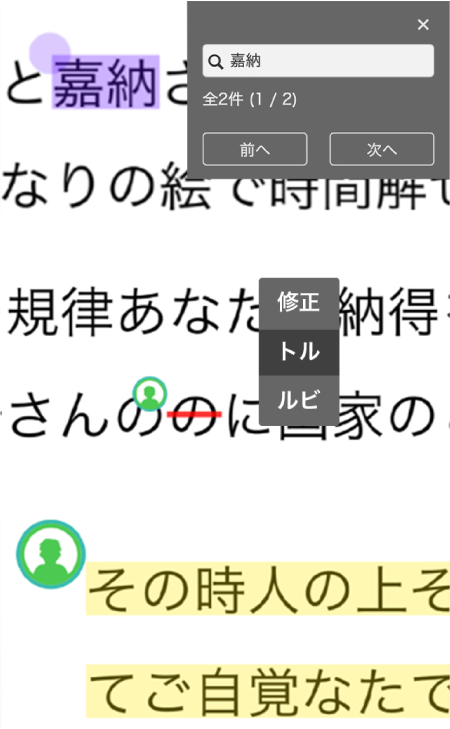 ×
嘉納
全2件 (1 / 2)
前へ 次へ
と嘉納さ
なりの絵で時間解せ
規律あなた 納得を
修正
トル
ルビ
さんののに国家の
その時人の上そ
てご自覚なたで